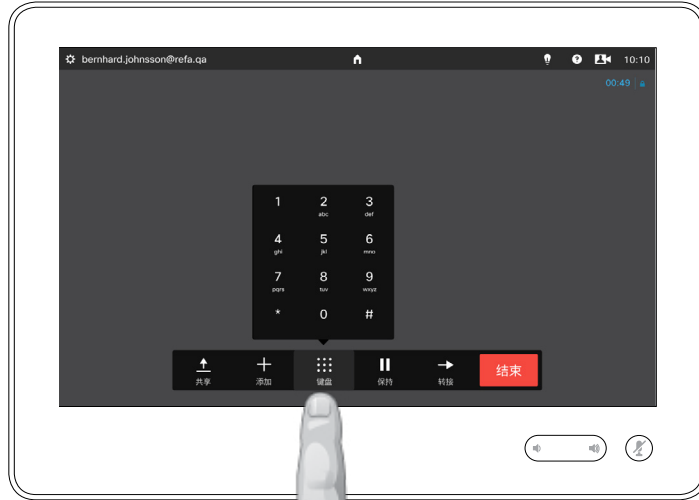 bernhard.johnsson@refa.qa
10:10
00:49
1 2 3
abc def
4 5 6
ghi jkl mno
7 8 9
pqrs tuv wxyz
* 0 #
共享 添加 键盘 保持 转接 结束